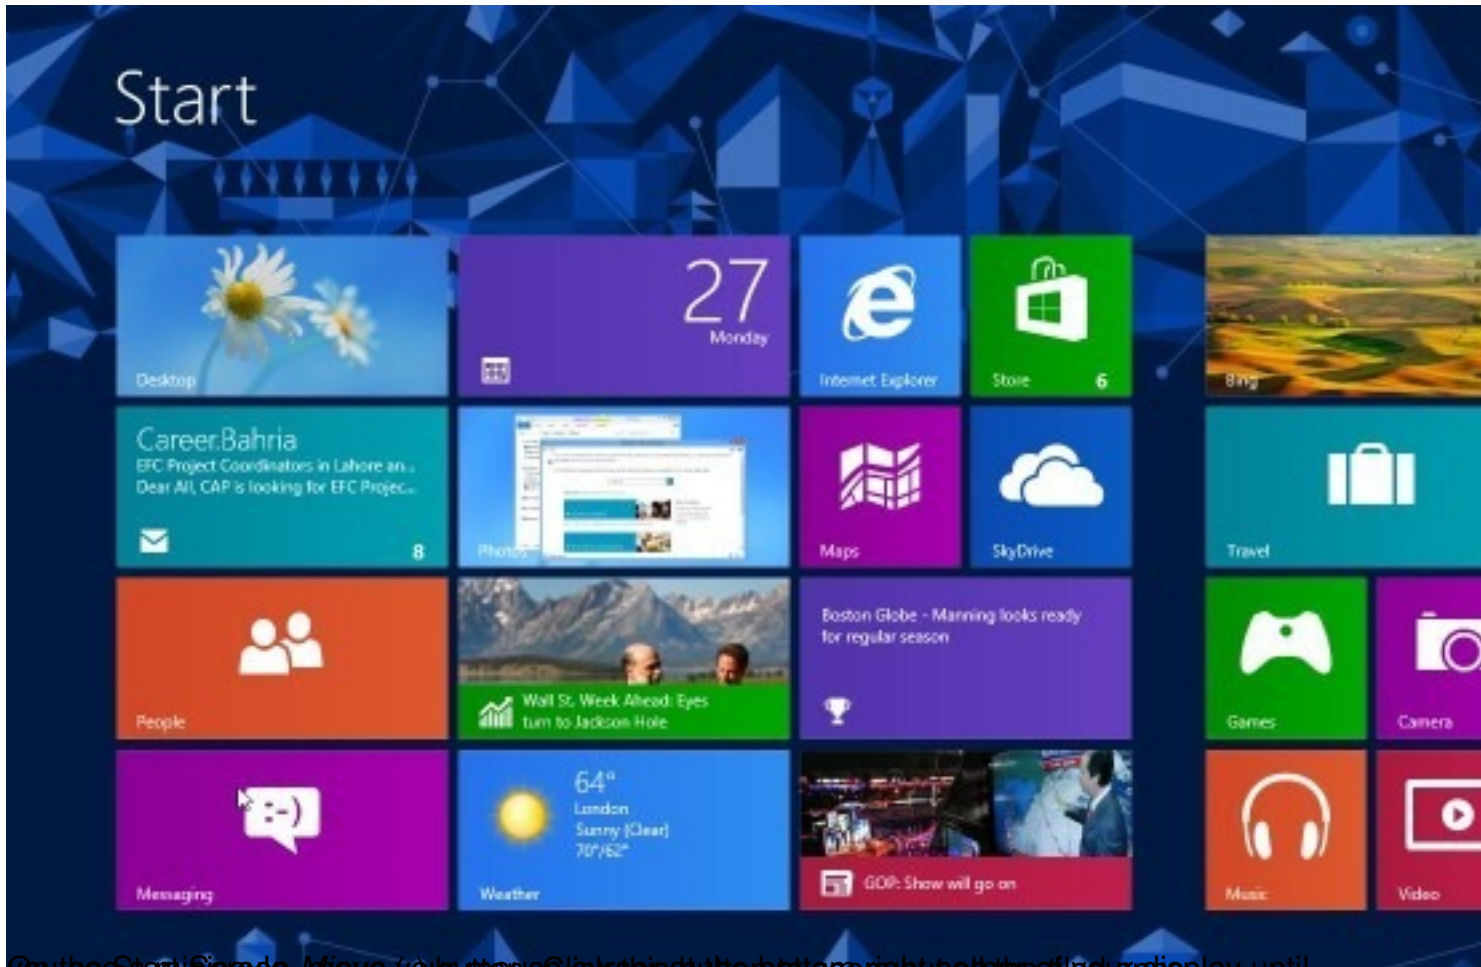 Start
Desktop
27
Monday
Internet Explorer
Store
6
Bing
Career.Bahria
EFC Project Coordinators in Lahore an...
Dear All, CAP is looking for EFC Projec...
8
Photos
Maps
SkyDrive
Travel
People
Wall St. Week Ahead: Eyes
turn to Jackson Hole
Boston Globe - Manning looks ready
for regular season
Games
Camera
Messaging
64°
London
Sunny (Clear)
70°/62°
Weather
GOP: Show will go on
Music
Video